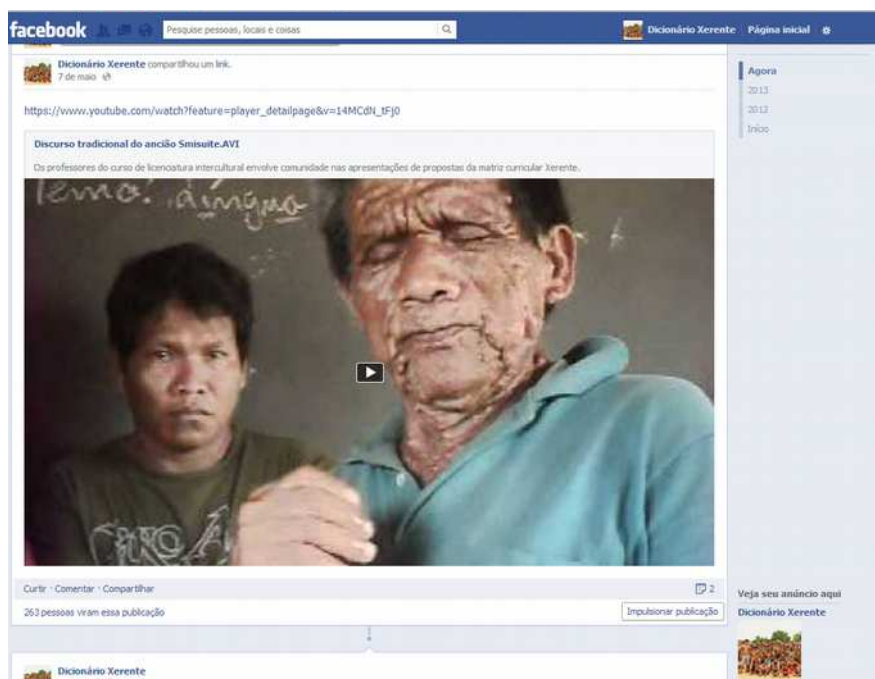 facebook Pesquise pessoas, locais e coisas Dicionário Xerente Página inicial
Dicionário Xerente compartilhou um link.
7 de maio
https://www.youtube.com/watch?feature=player_detailpage&v=14MCdN_tFj0
Discurso tradicional do ancião Smisuite.AVI
Os professores do curso de licenciatura intercultural envolve comunidade nas apresentações de propostas da matriz curricular Xerente.
Curtir · Comentar · Compartilhar 2
263 pessoas viram essa publicação Impulsionar publicação
Dicionário Xerente
Agora
2013
2012
Início
Veja seu anúncio aqui
Dicionário Xerente